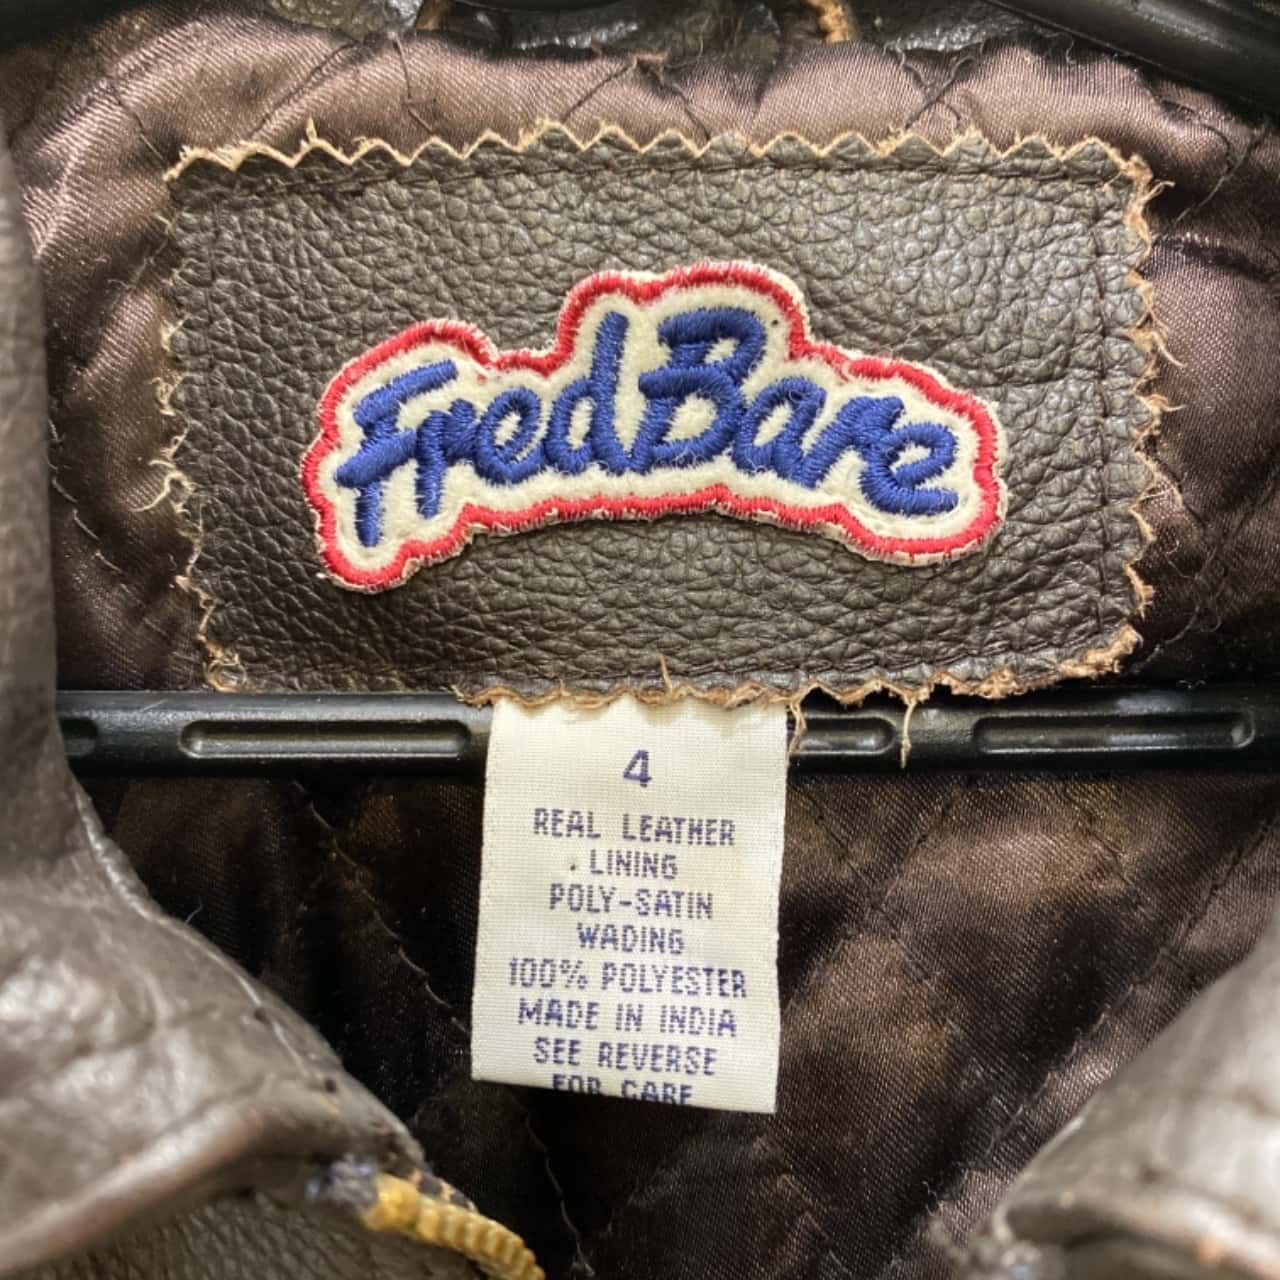 Fred Bare
4
REAL LEATHER
LINING
POLY-SATIN
WADING
100% POLYESTER
MADE IN INDIA
SEE REVERSE
FOR CARE